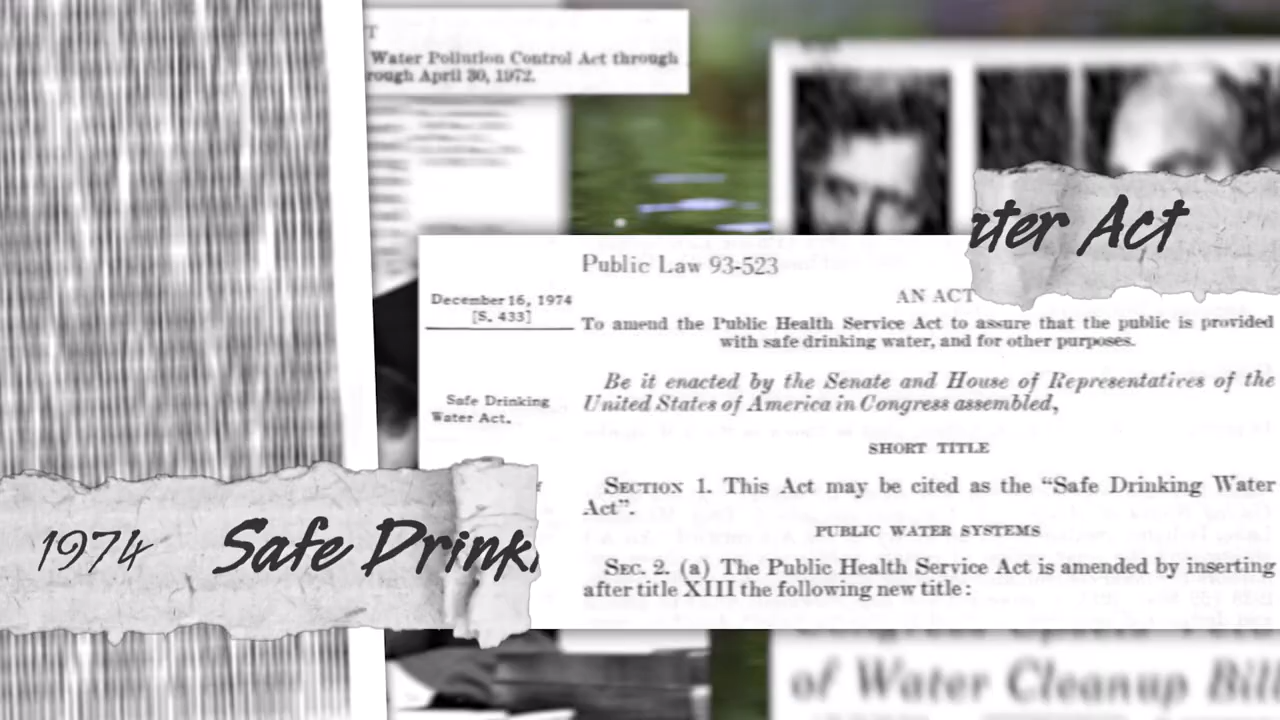 T
Water Pollution Control Act through
rough April 30, 1972.
ater Act
Public Law 93-523
AN ACT
December 16, 1974
[S. 433]
To amend the Public Health Service Act to assure that the public is provided
with safe drinking water, and for other purposes.
Be it enacted by the Senate and House of Representatives of the
United States of America in Congress assembled,
Safe Drinking
Water Act.
SHORT TITLE
SECTION 1. This Act may be cited as the “Safe Drinking Water
Act”.
PUBLIC WATER SYSTEMS
SEC. 2. (a) The Public Health Service Act is amended by inserting
after title XIII the following new title:
1974 Safe Drink
of Water Cleanup Bill